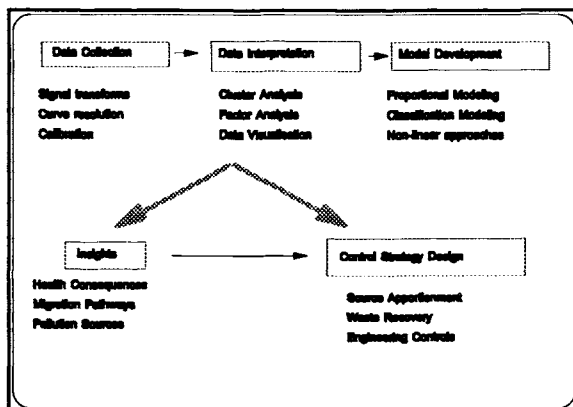 Data Collection
Data Interpretation
Model Development
Signal transforms
Curve resolution
Calibration
Cluster Analysis
Factor Analysis
Data Visualisation
Proportional Modeling
Classification Modeling
Non-linear approaches
Insights
Control Strategy Design
Health Consequences
Migration Pathways
Pollution Sources
Source Apportionment
Waste Recovery
Engineering Controls